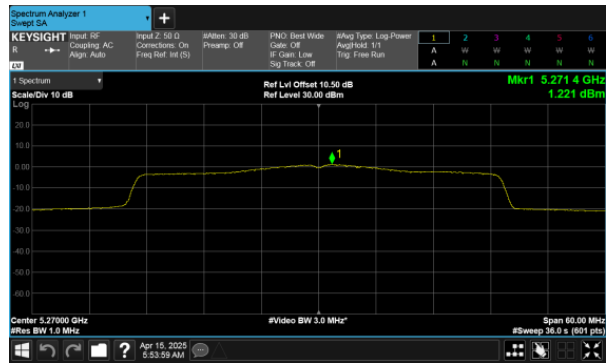 Spectrum Analyzer 1
Swept SA
KEYSIGHT
R
LXI
Input: RF
Coupling: AC
Align: Auto
Input Z: 50 Ω
Corrections: On
Freq Ref: Int (S)
#Atten: 30 dB
Preamp: Off
PNO: Best Wide
Gate: Off
IF Gain: Low
Sig Track: Off
#Avg Type: Log-Power
Avg|Hold: 1/1
Trig: Free Run
1 2 3 4 5 6
A W W W W W
A N N N N N
1 Spectrum
Scale/Div 10 dB
Ref Lvl Offset 10.50 dB
Ref Level 30.00 dBm
Mkr1 5.271 4 GHz
1.221 dBm
Log
20.0
10.0
0.00
-10.0
-20.0
-30.0
-40.0
-50.0
-60.0
1
Center 5.27000 GHz
#Res BW 1.0 MHz
#Video BW 3.0 MHz*
Span 60.00 MHz
#Sweep 36.0 s (601 pts)
?
Apr 15, 2025
5:53:59 AM